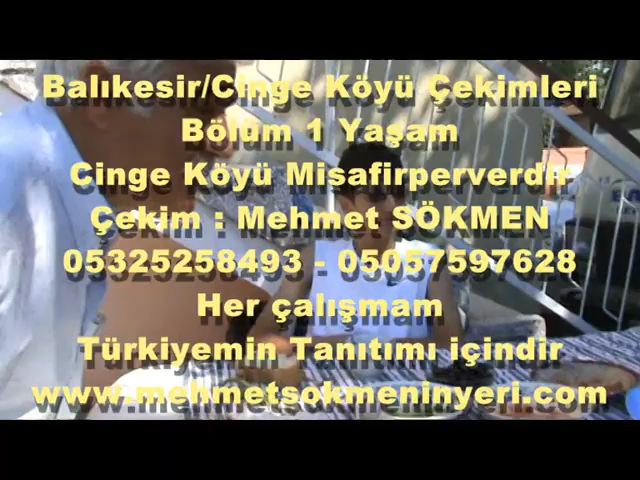 Balıkesir/Cinge Köyü Çekimleri
Bölüm 1 Yaşam
Cinge Köyü Misafirperverdir
Çekim : Mehmet SÖKMEN
05325258493 - 05057597628
Her çalışmam
Türkiyemin Tanıtımı içindir
www.mehmetsokmeninyeri.com